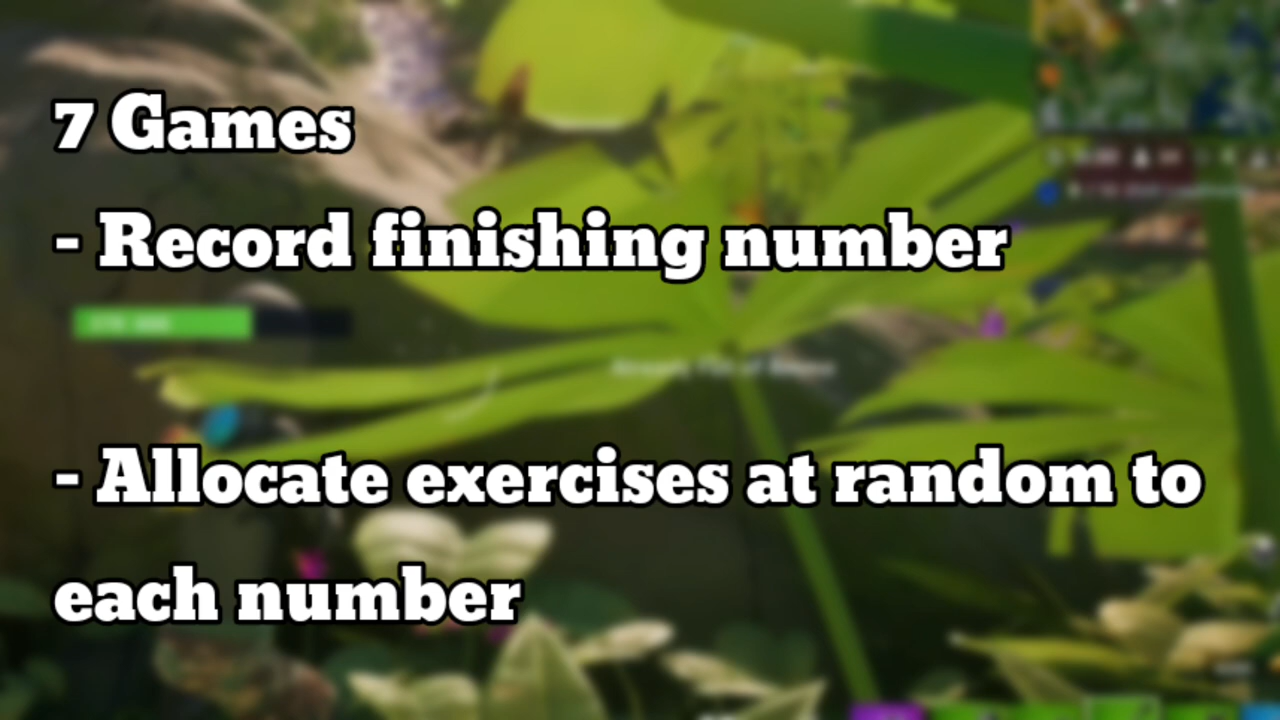 7 Games
- Record finishing number
- Allocate exercises at random to
each number